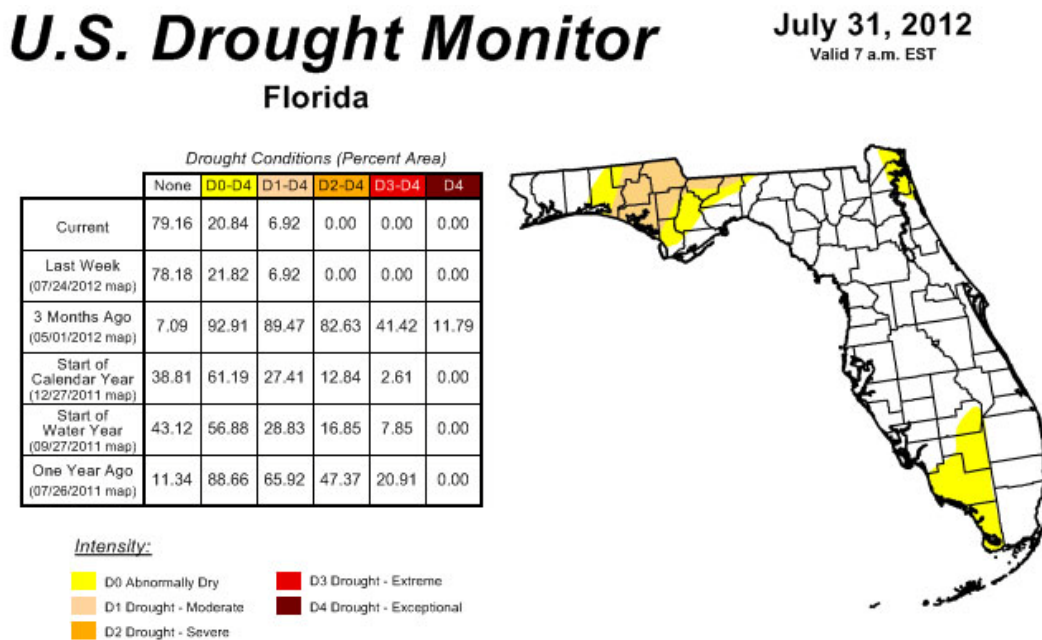 U.S. Drought Monitor
July 31, 2012
Valid 7 a.m. EST
Florida
Drought Conditions (Percent Area)
None D0-D4 D1-D4 D2-D4 D3-D4 D4
Current 79.16 20.84 6.92 0.00 0.00 0.00
Last Week
(07/24/2012 map) 78.18 21.82 6.92 0.00 0.00 0.00
3 Months Ago
(05/01/2012 map) 7.09 92.91 89.47 82.63 41.42 11.79
Start of
Calendar Year
(12/27/2011 map) 38.81 61.19 27.41 12.84 2.61 0.00
Start of
Water Year
(09/27/2011 map) 43.12 56.88 28.83 16.85 7.85 0.00
One Year Ago
(07/26/2011 map) 11.34 88.66 65.92 47.37 20.91 0.00
Intensity:
D0 Abnormally Dry
D1 Drought - Moderate
D2 Drought - Severe
D3 Drought - Extreme
D4 Drought - Exceptional